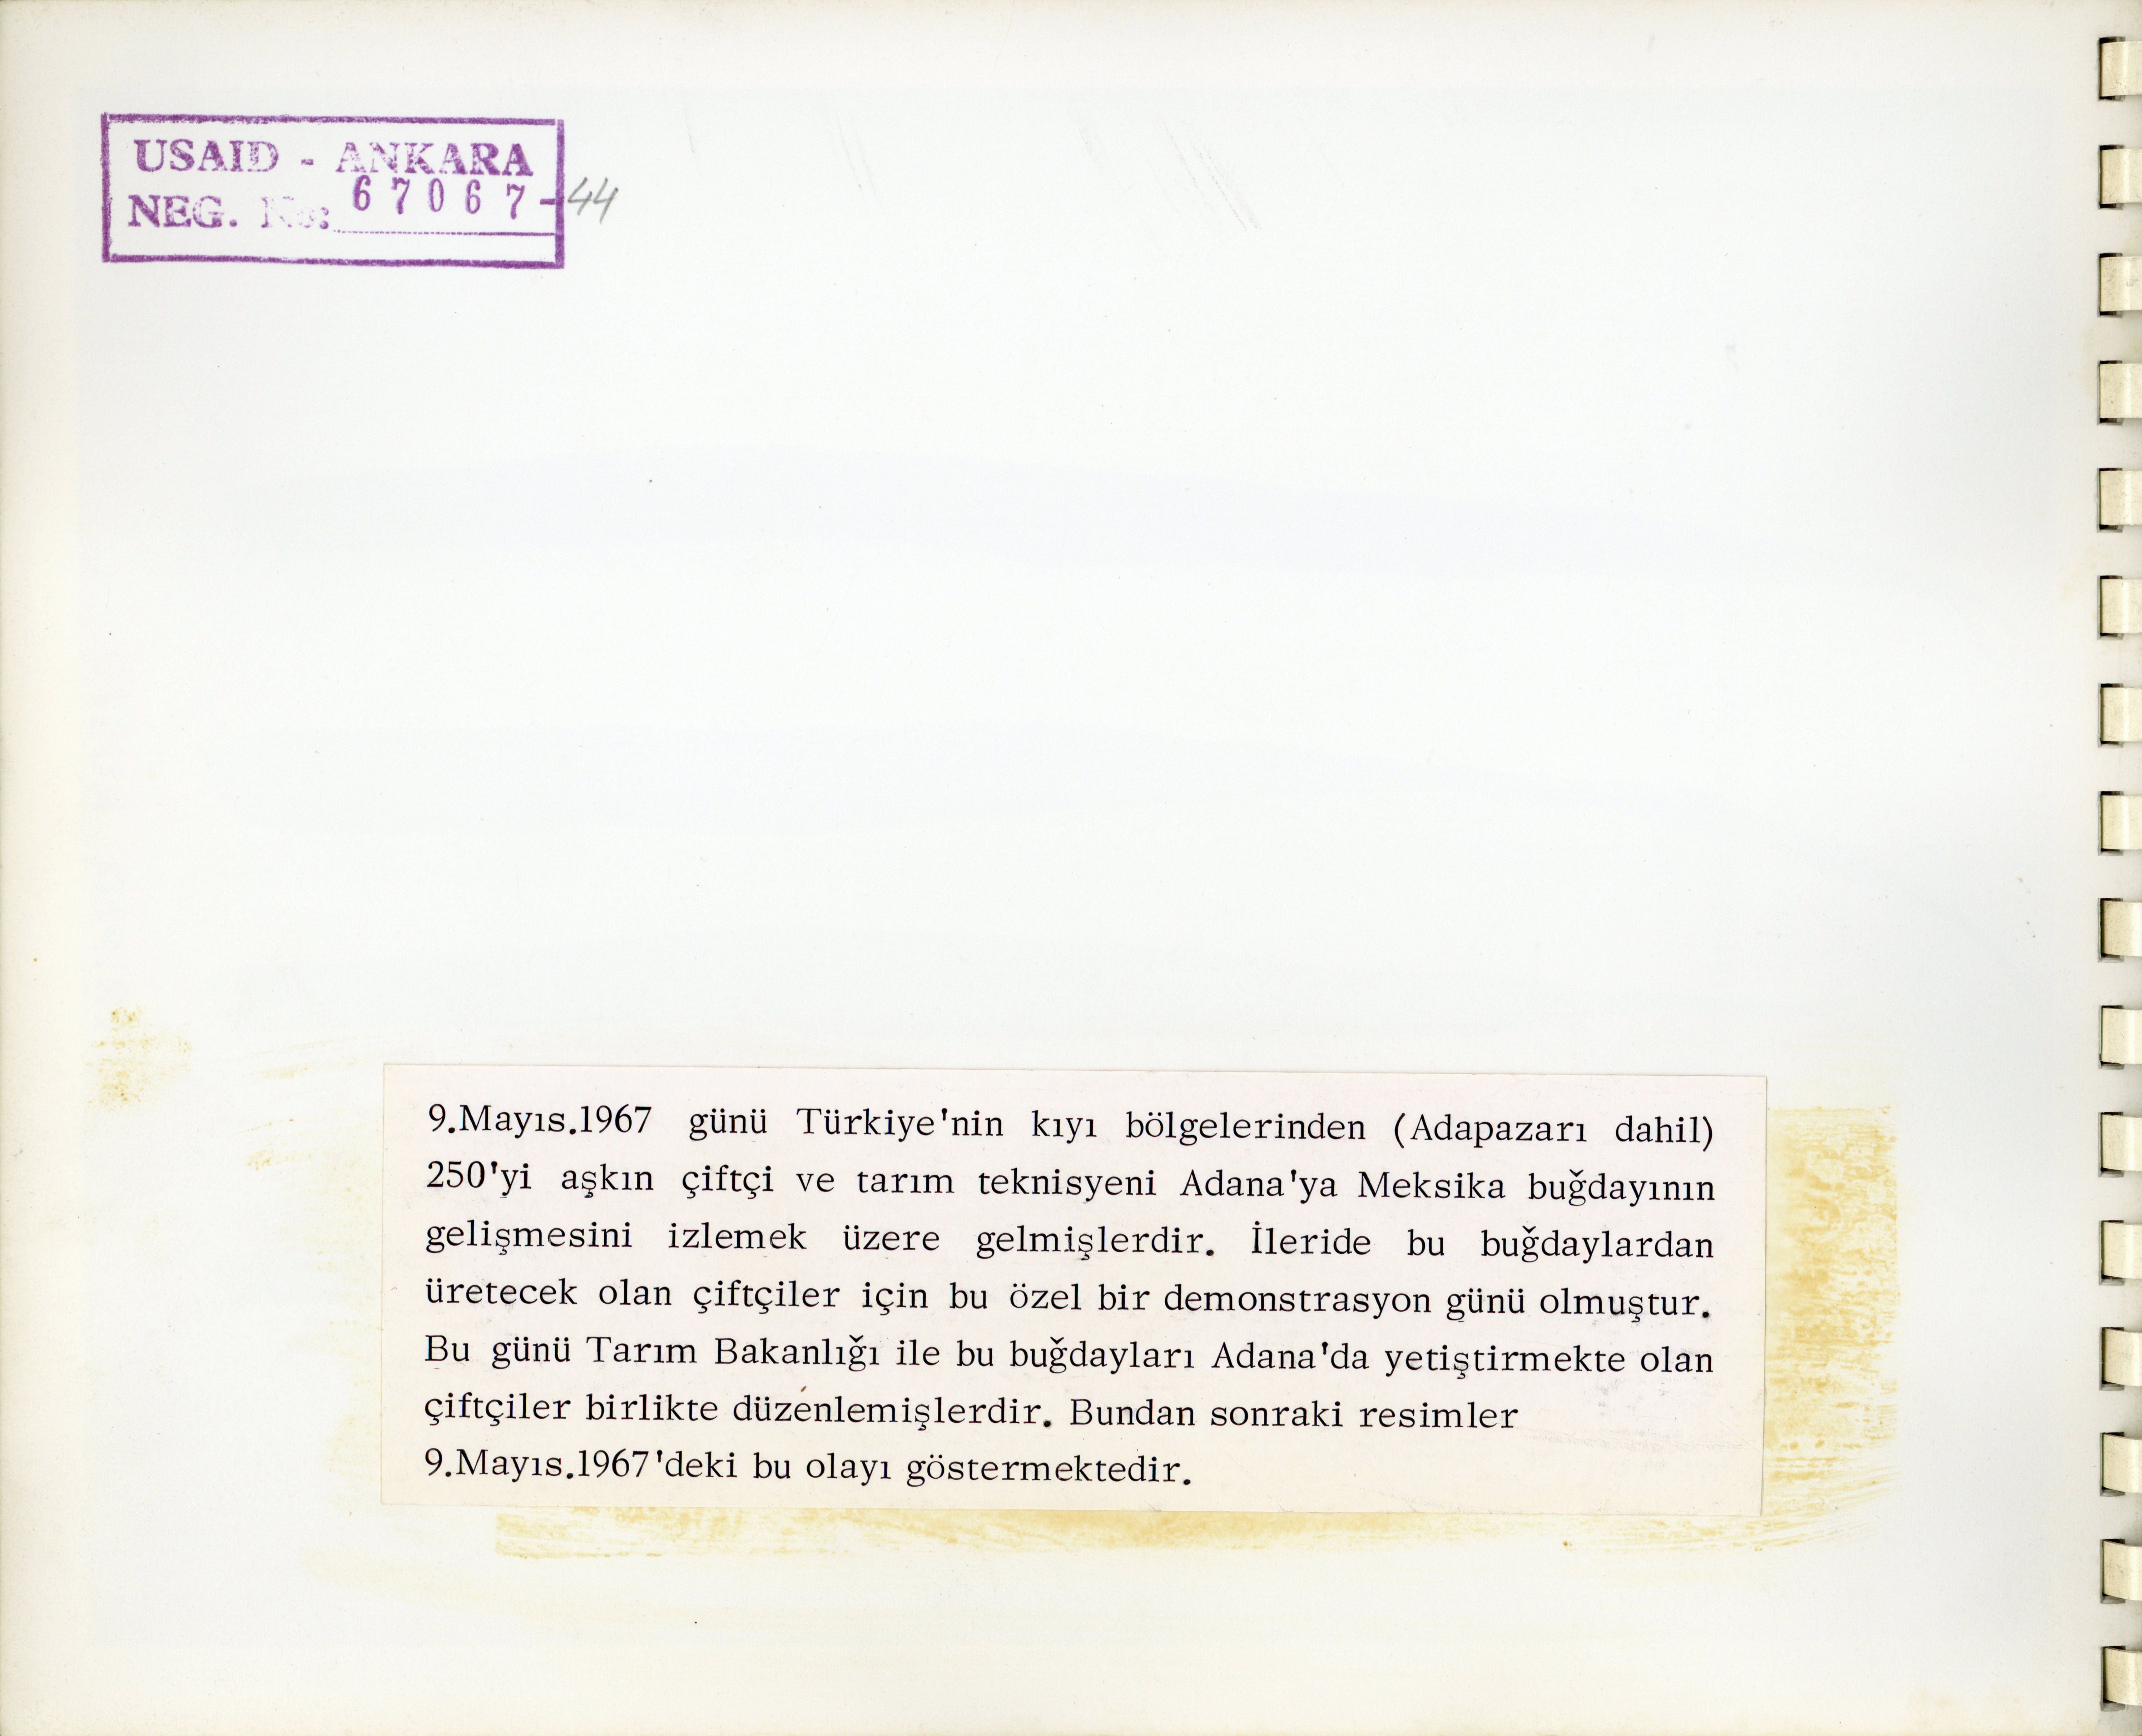 USAID - ANKARA
NEG. No: 67067-44
9.Mayıs.1967 günü Türkiye'nin kıyı bölgelerinden (Adapazarı dahil)
250'yi aşkın çiftçi ve tarım teknisyeni Adana'ya Meksika buğdayının
gelişmesini izlemek üzere gelmişlerdir. İleride bu buğdaylardan
üretecek olan çiftçiler için bu özel bir demonstrasyon günü olmuştur.
Bu günü Tarım Bakanlığı ile bu buğdayları Adana'da yetiştirmekte olan
çiftçiler birlikte düzenlemişlerdir. Bundan sonraki resimler
9.Mayıs.1967'deki bu olayı göstermektedir.